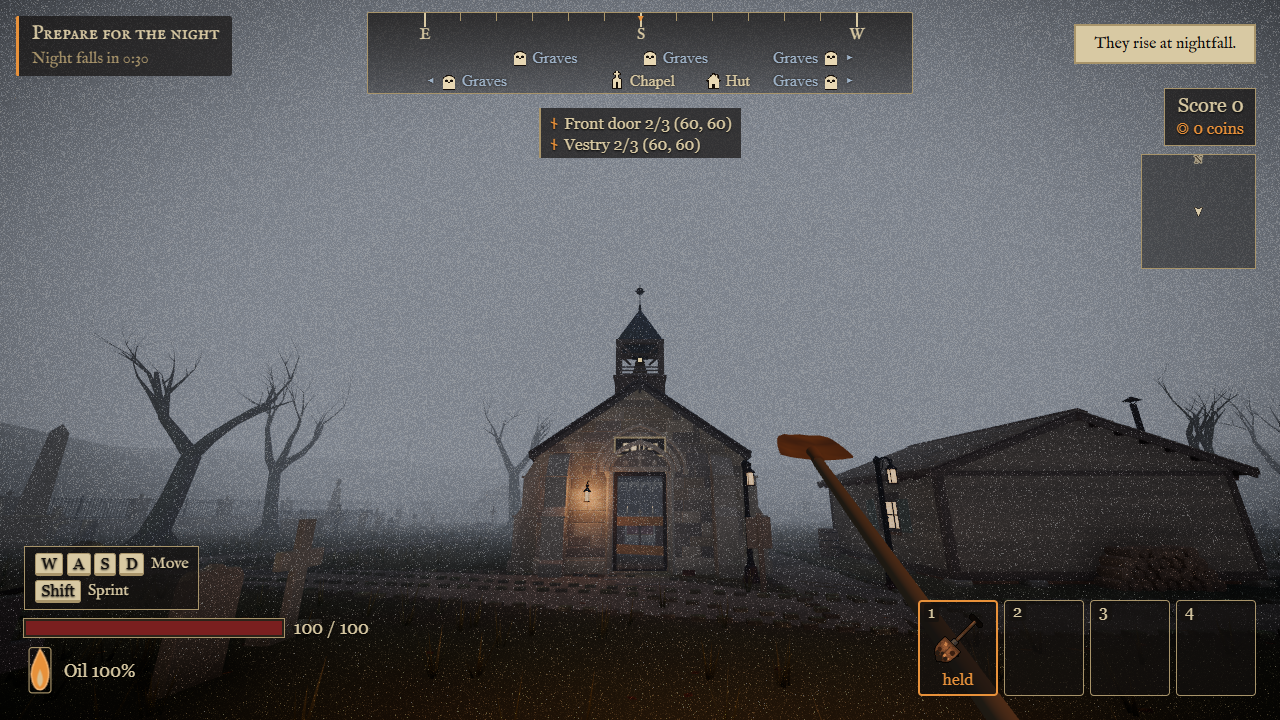 Prepare for the night
Night falls in 0:30
E S W
Graves Graves Graves
Graves Chapel Hut Graves
Front door 2/3 (60, 60)
Vestry 2/3 (60, 60)
They rise at nightfall.
Score 0
0 coins
W A S D Move
Shift Sprint
100 / 100
Oil 100%
1 2 3 4
held